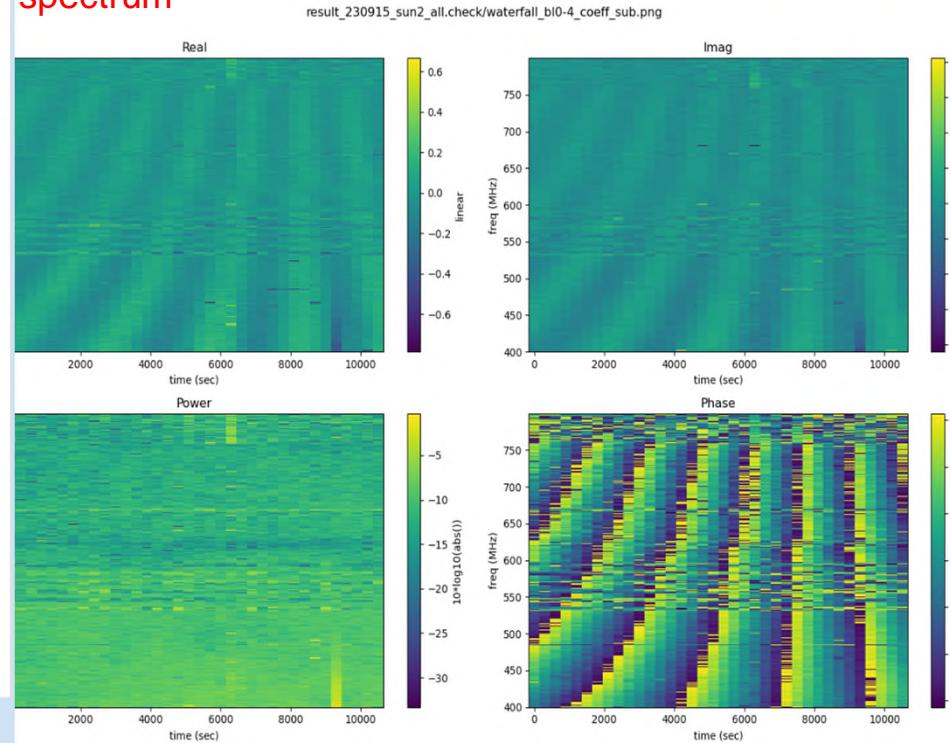 spectrum
result_230915_sun2_all.check/waterfall_bl0-4_coeff_sub.png
Real
0.6
0.4
0.2
0.0
−0.2
−0.4
−0.6
linear
2000 4000 6000 8000 10000
time (sec)
Imag
750
700
650
600
550
500
450
400
freq (MHz)
0 2000 4000 6000 8000 10000
time (sec)
Power
−5
−10
−15
−20
−25
−30
10*log10(abs())
2000 4000 6000 8000 10000
time (sec)
Phase
750
700
650
600
550
500
450
400
freq (MHz)
0 2000 4000 6000 8000 10000
time (sec)